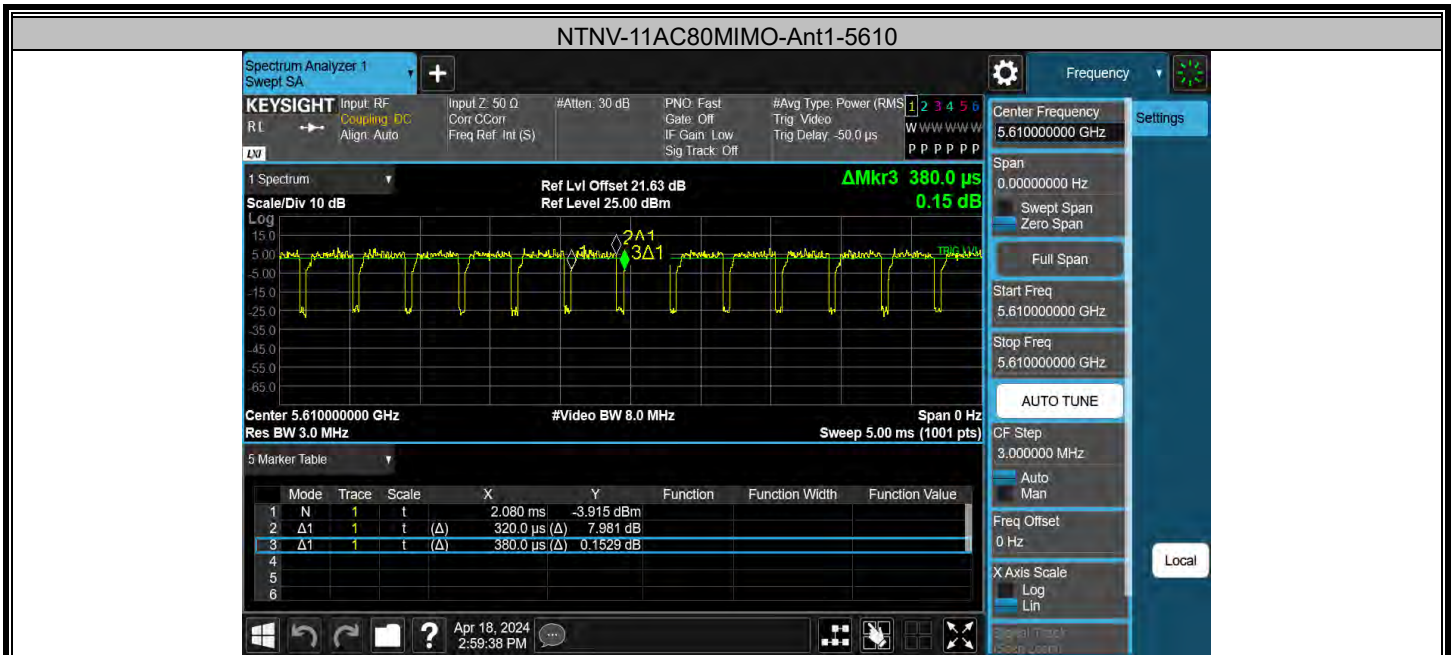 NTNV-11AC80MIMO-Ant1-5610
Spectrum Analyzer 1
Swept SA
+
Frequency
KEYSIGHT
RL
LXI
Input: RF
Coupling: DC
Align: Auto
Input Z: 50 Ω
Corr CCorr
Freq Ref: Int (S)
#Atten: 30 dB
PNO: Fast
Gate: Off
IF Gain: Low
Sig Track: Off
#Avg Type: Power (RMS
Trig: Video
Trig Delay: -50.0 µs
1 2 3 4 5 6
W W W W W W
P P P P P P
1 Spectrum
Scale/Div 10 dB
Ref Lvl Offset 21.63 dB
Ref Level 25.00 dBm
ΔMkr3 380.0 µs
0.15 dB
Log
15.0
5.00
-5.00
-15.0
-25.0
-35.0
-45.0
-55.0
-65.0
1
2Δ1
3Δ1
TRIG LVL
Center 5.610000000 GHz
#Video BW 8.0 MHz
Span 0 Hz
Res BW 3.0 MHz
Sweep 5.00 ms (1001 pts)
5 Marker Table
Mode Trace Scale X Y Function Function Width Function Value
1 N 1 t 2.080 ms -3.915 dBm
2 Δ1 1 t (Δ) 320.0 µs (Δ) 7.981 dB
3 Δ1 1 t (Δ) 380.0 µs (Δ) 0.1529 dB
4
5
6
Apr 18, 2024
2:59:38 PM
Center Frequency
5.610000000 GHz
Settings
Span
0.00000000 Hz
Swept Span
Zero Span
Full Span
Start Freq
5.610000000 GHz
Stop Freq
5.610000000 GHz
AUTO TUNE
CF Step
3.000000 MHz
Auto
Man
Freq Offset
0 Hz
X Axis Scale
Log
Lin
Local
Signal Track
(Span Zoom)